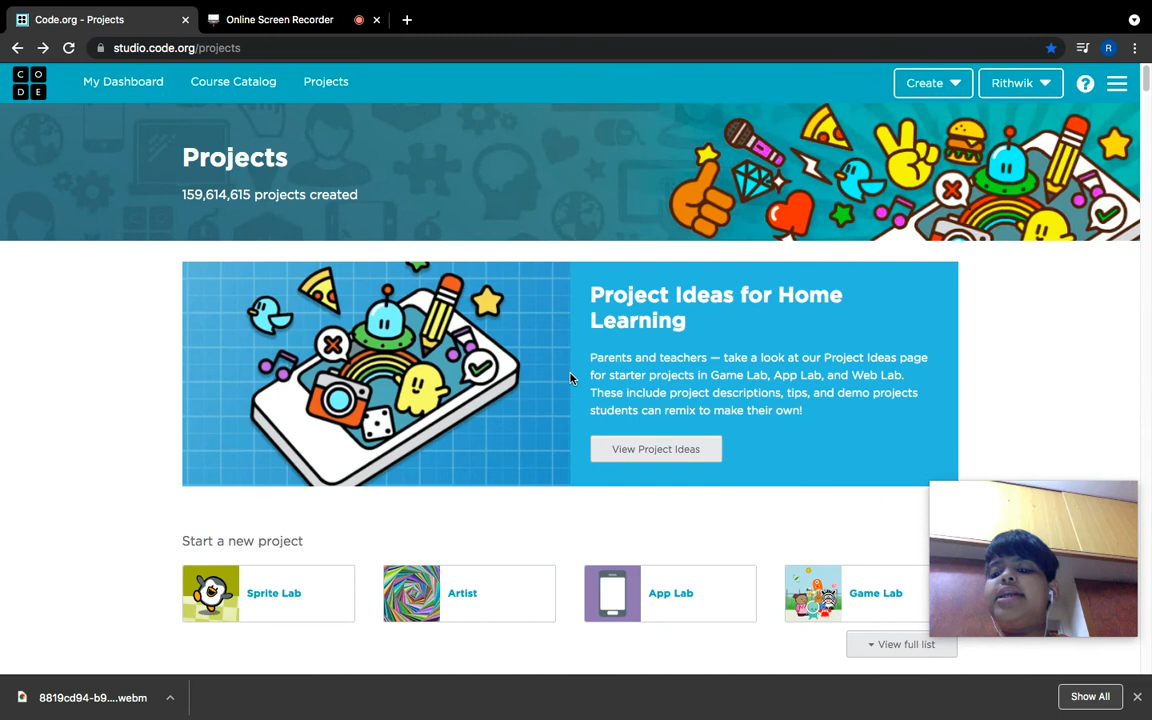 Code.org - Projects
Online Screen Recorder
studio.code.org/projects
R
C O
D E
My Dashboard
Course Catalog
Projects
Create
Rithwik
?
Projects
159,614,615 projects created
Project Ideas for Home
Learning
Parents and teachers — take a look at our Project Ideas page
for starter projects in Game Lab, App Lab, and Web Lab.
These include project descriptions, tips, and demo projects
students can remix to make their own!
View Project Ideas
Start a new project
Sprite Lab
Artist
App Lab
Game Lab
View full list
8819cd94-b9....webm
Show All